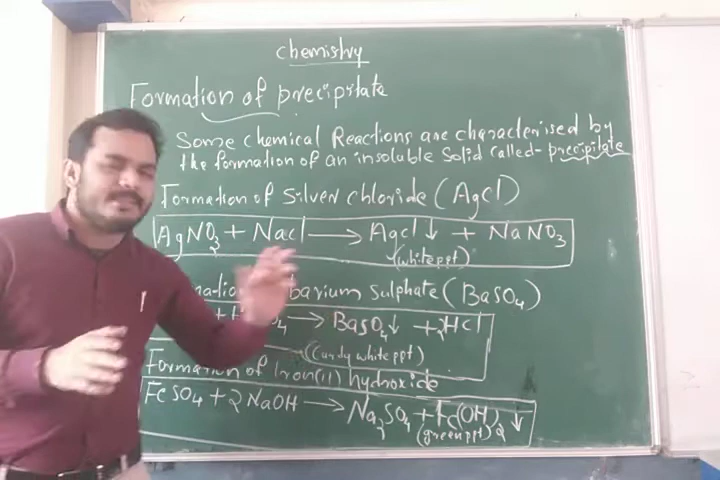 chemistry
Formation of precipitate
Some chemical Reactions are characterised by
the formation of an insoluble solid called- precipitate
Formation of silver chloride (AgCl)
AgNO3 + NaCl → AgCl↓ + NaNO3
(white ppt)
barium sulphate (BaSO4)
→ BaSO4↓ + 2HCl
(Curdy white ppt)
Formation of Iron(II) hydroxide
FeSO4 + 2NaOH → Na2SO4 + Fe(OH)2↓
(green ppt)